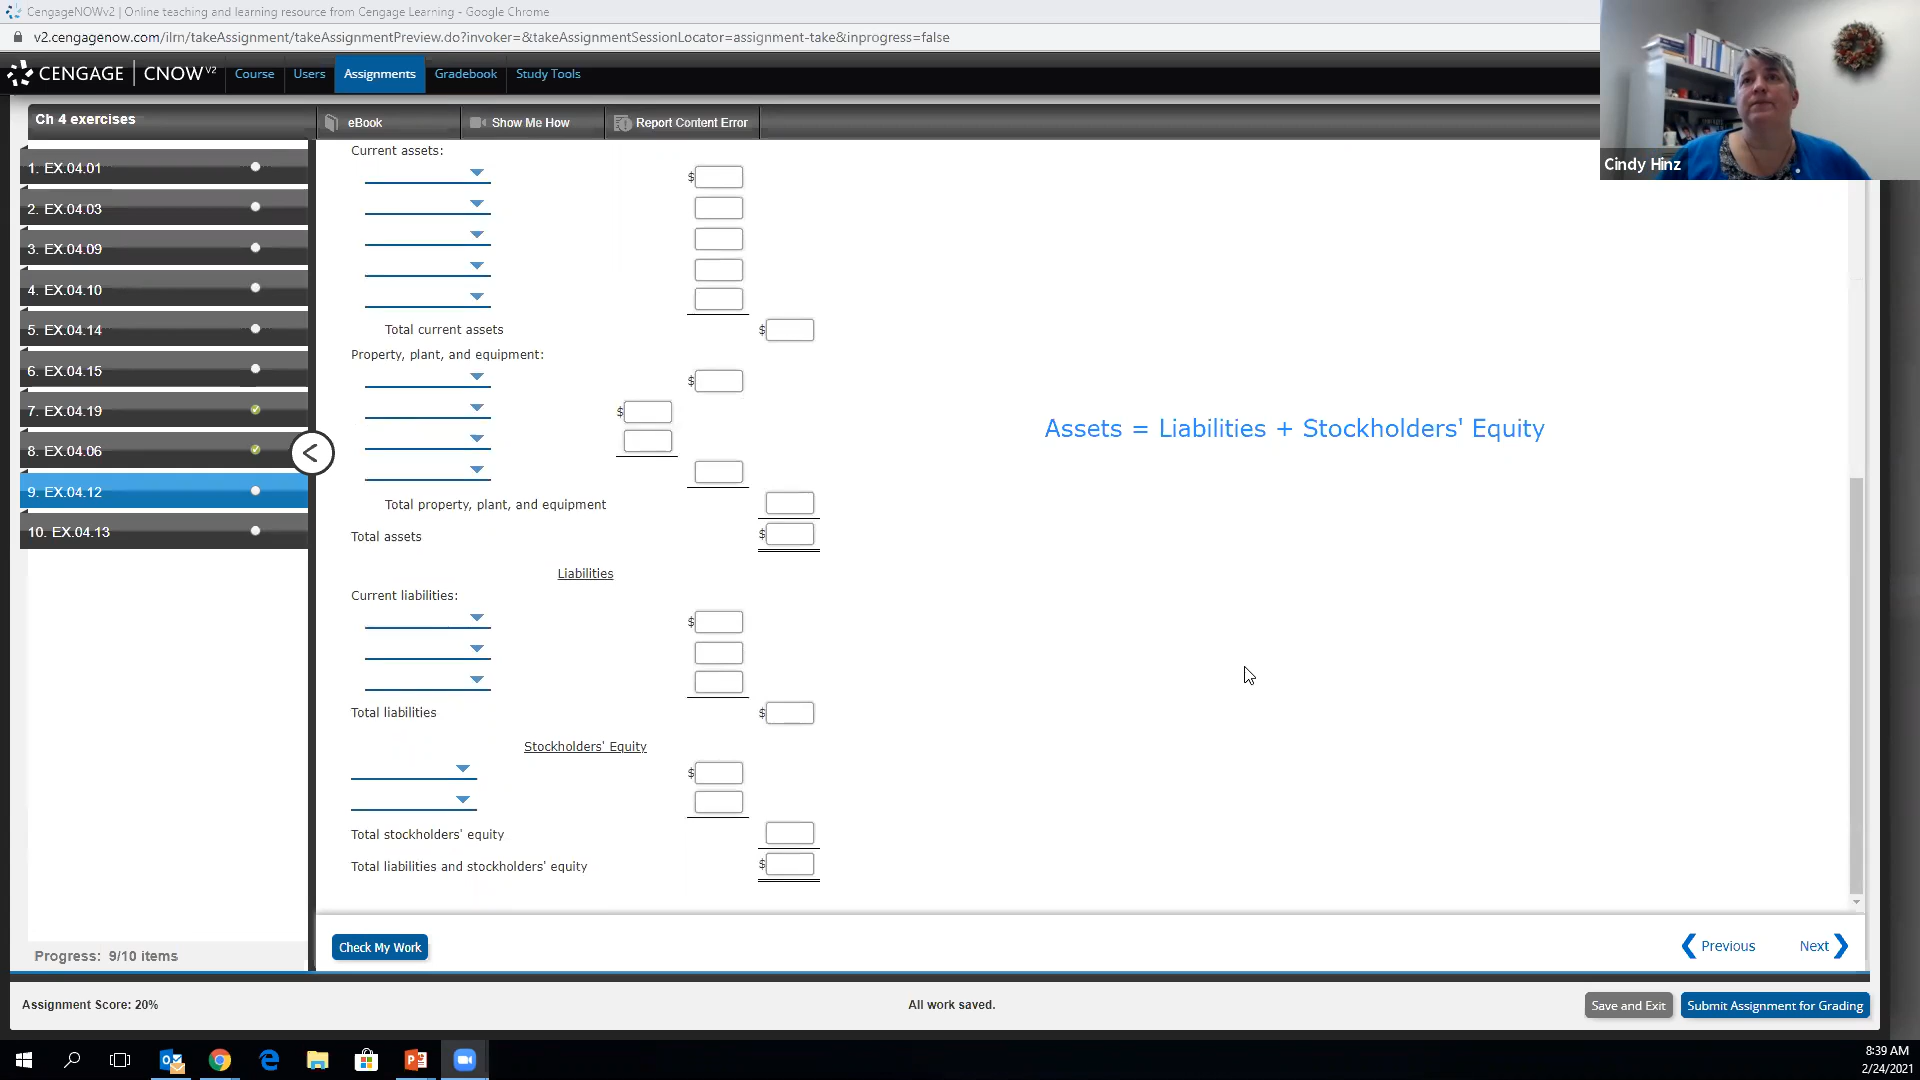 CengageNOWv2 | Online teaching and learning resource from Cengage Learning - Google Chrome
v2.cengagenow.com/ilrn/takeAssignment/takeAssignmentPreview.do?invoker=&takeAssignmentSessionLocator=assignment-take&inprogress=false
CENGAGE | CNOWv2 Course Users Assignments Gradebook Study Tools
Cindy Hinz
Ch 4 exercises
eBook Show Me How Report Content Error
1. EX.04.01
2. EX.04.03
3. EX.04.09
4. EX.04.10
5. EX.04.14
6. EX.04.15
7. EX.04.19
8. EX.04.06
9. EX.04.12
10. EX.04.13
<
Current assets:
$
Total current assets $
Property, plant, and equipment:
$
$
Total property, plant, and equipment
Total assets $
Liabilities
Current liabilities:
$
Total liabilities $
Stockholders' Equity
$
Total stockholders' equity
Total liabilities and stockholders' equity $
Assets = Liabilities + Stockholders' Equity
Progress: 9/10 items
Check My Work
Previous Next
Assignment Score: 20% All work saved. Save and Exit Submit Assignment for Grading
8:39 AM
2/24/2021